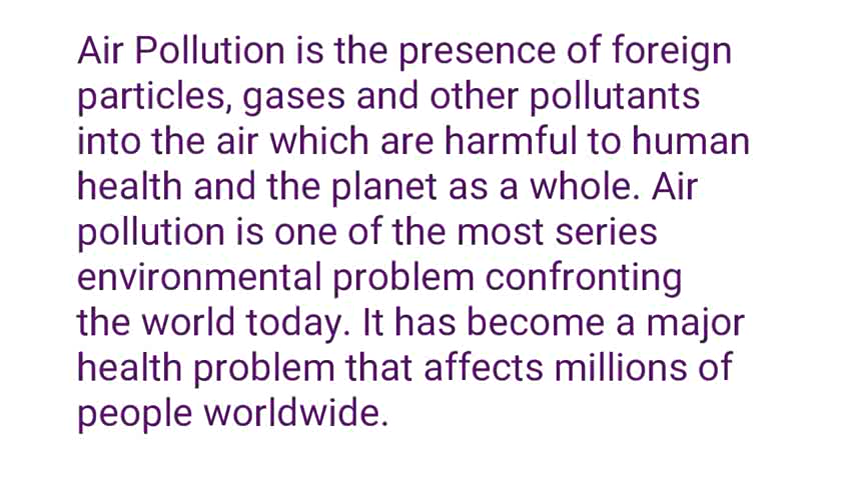 Air Pollution is the presence of foreign
particles, gases and other pollutants
into the air which are harmful to human
health and the planet as a whole. Air
pollution is one of the most series
environmental problem confronting
the world today. It has become a major
health problem that affects millions of
people worldwide.